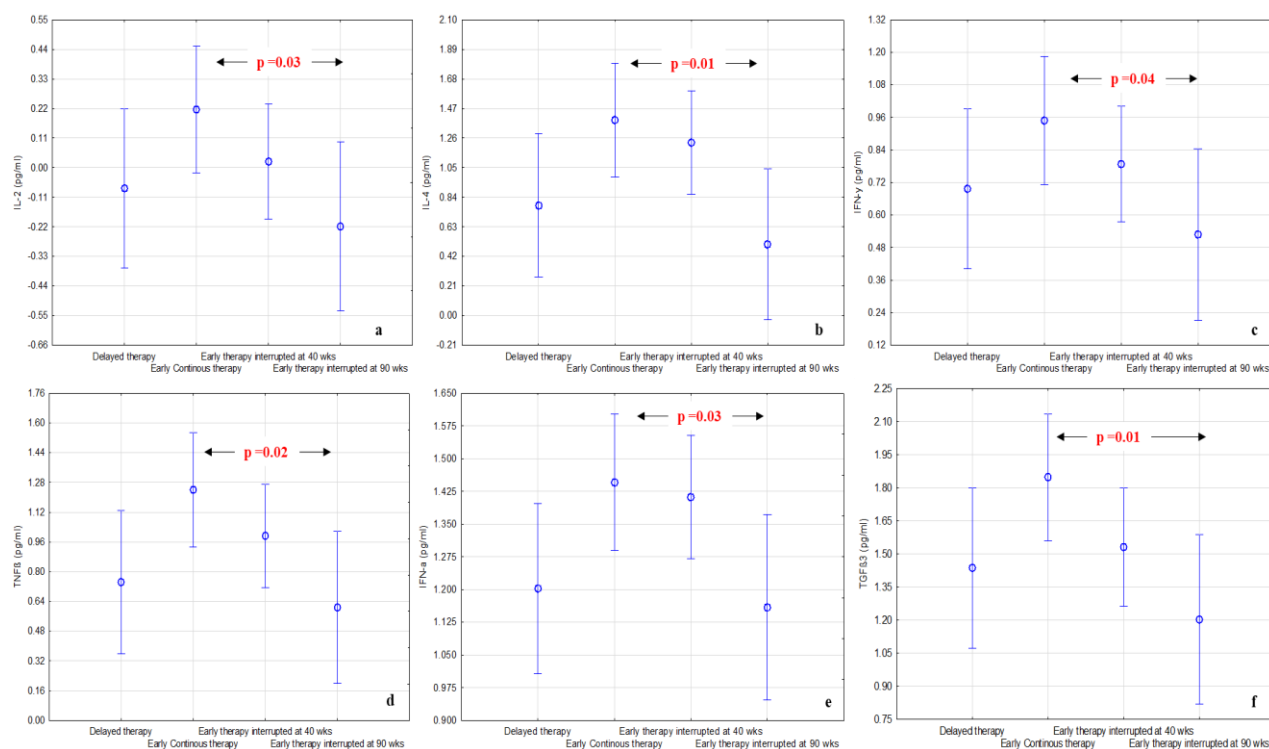 0.55
0.44
0.33
0.22
0.11
0.00
-0.11
-0.22
-0.33
-0.44
-0.55
-0.66
IL-2 (pg/ml)
p =0.03
a
Delayed therapy
Early therapy interrupted at 40 wks
Early Continous therapy
Early therapy interrupted at 90 wks
2.10
1.89
1.68
1.47
1.26
1.05
0.84
0.63
0.42
0.21
0.00
-0.21
IL-4 (pg/ml)
p =0.01
b
Delayed therapy
Early therapy interrupted at 40 wks
Early Continous therapy
Early therapy interrupted at 90 wks
1.32
1.20
1.08
0.96
0.84
0.72
0.60
0.48
0.36
0.24
0.12
IFN-y (pg/ml)
p =0.04
c
Delayed therapy
Early therapy interrupted at 40 wks
Early Continous therapy
Early therapy interrupted at 90 wks
1.76
1.60
1.44
1.28
1.12
0.96
0.80
0.64
0.48
0.32
0.16
0.00
TNFß (pg/ml)
p =0.02
d
Delayed therapy
Early therapy interrupted at 40 wks
Early Continous therapy
Early therapy interrupted at 90 wks
1.650
1.575
1.500
1.425
1.350
1.275
1.200
1.125
1.050
0.975
0.900
IFN-a (pg/ml)
p =0.03
e
Delayed therapy
Early therapy interrupted at 40 wks
Early Continous therapy
Early therapy interrupted at 90 wks
2.25
2.10
1.95
1.80
1.65
1.50
1.35
1.20
1.05
0.90
0.75
TGFß3 (pg/ml)
p =0.01
f
Delayed therapy
Early therapy interrupted at 40 wks
Early Continous therapy
Early therapy interrupted at 90 wks